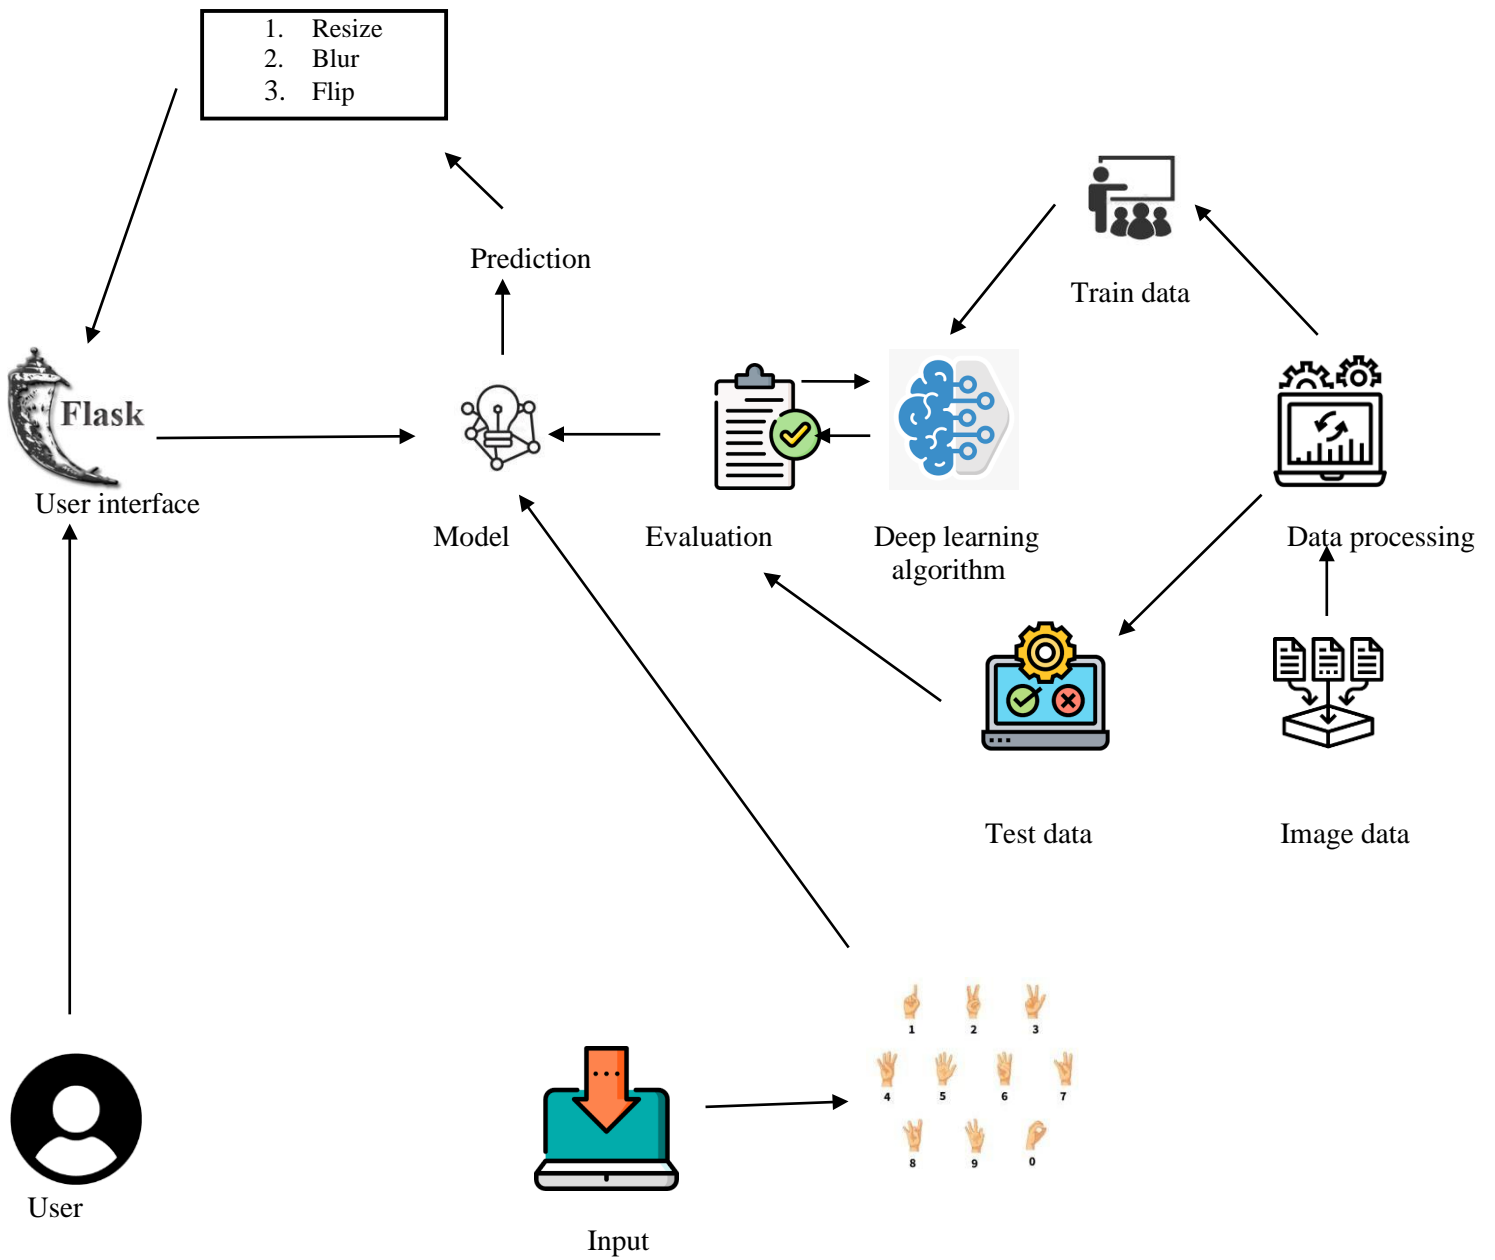 1. Resize
2. Blur
3. Flip
Prediction
Train data
Flask
User interface
Model
Evaluation
Deep learning
algorithm
Data processing
Test data
Image data
1 2 3
4 5 6 7
8 9 0
User
Input